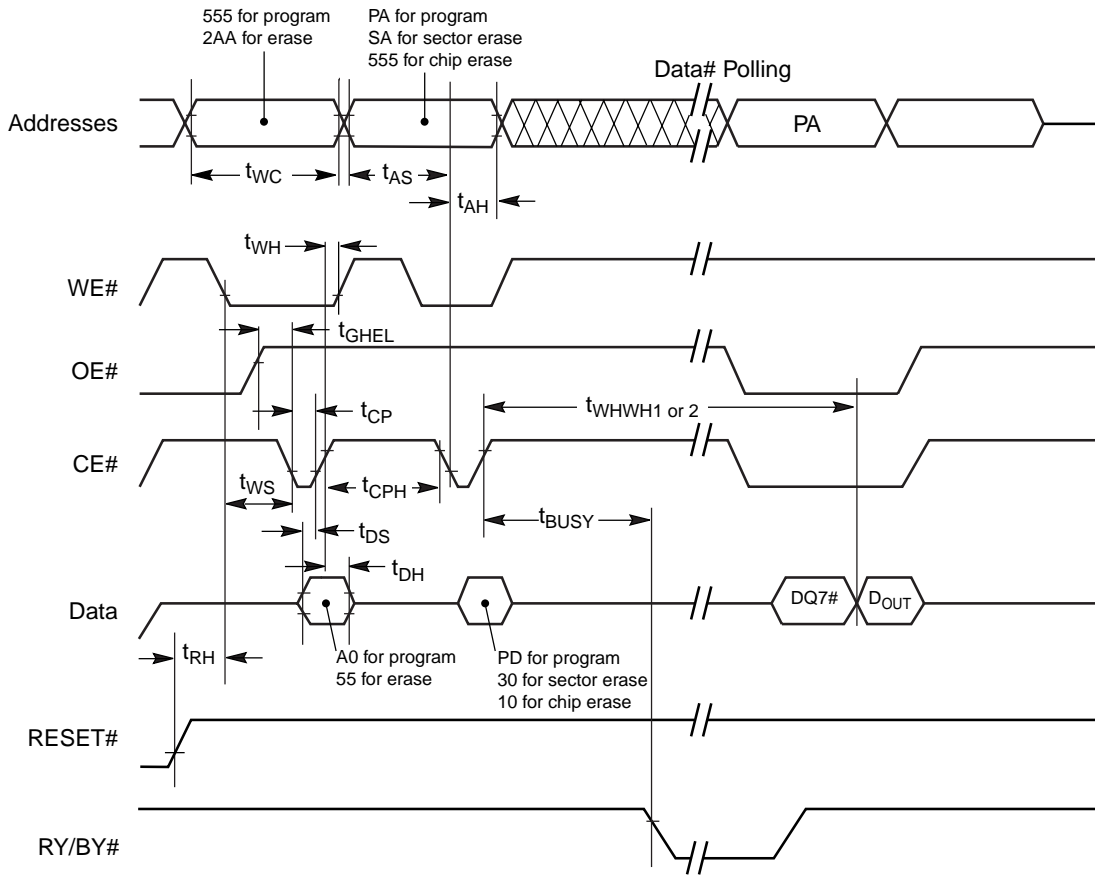 555 for program
2AA for erase
PA for program
SA for sector erase
555 for chip erase
Data# Polling
Addresses
PA
tWC
tAS
tAH
tWH
WE#
tGHEL
OE#
tCP
tWHWH1 or 2
CE#
tWS
tCPH
tDS
tBUSY
tDH
Data
DQ7#
DOUT
tRH
A0 for program
55 for erase
PD for program
30 for sector erase
10 for chip erase
RESET#
RY/BY#